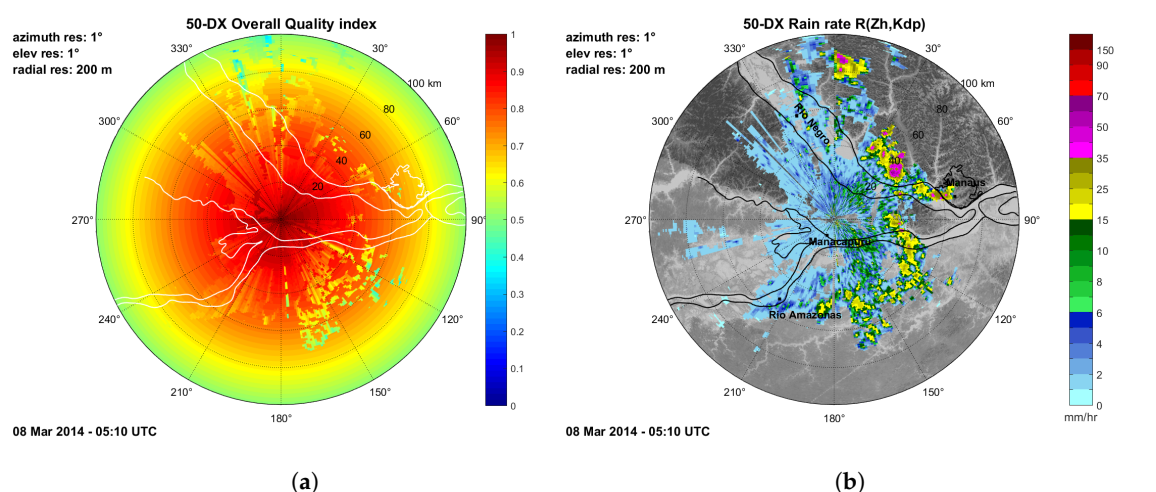 50-DX Overall Quality index
azimuth res: 1°
elev res: 1°
radial res: 200 m
330°
30°
100 km
80
60
40
20
300°
60°
270°
90°
240°
120°
210°
150°
180°
1
0.9
0.8
0.7
0.6
0.5
0.4
0.3
0.2
0.1
0
08 Mar 2014 - 05:10 UTC
(a)
50-DX Rain rate R(Zh,Kdp)
azimuth res: 1°
elev res: 1°
radial res: 200 m
330°
30°
100 km
80
60
40
20
300°
60°
270°
90°
240°
120°
210°
150°
180°
Rio Negro
Manaus
Manacapuru
Rio Amazonas
150
90
70
50
35
25
15
10
8
6
4
2
0
mm/hr
08 Mar 2014 - 05:10 UTC
(b)